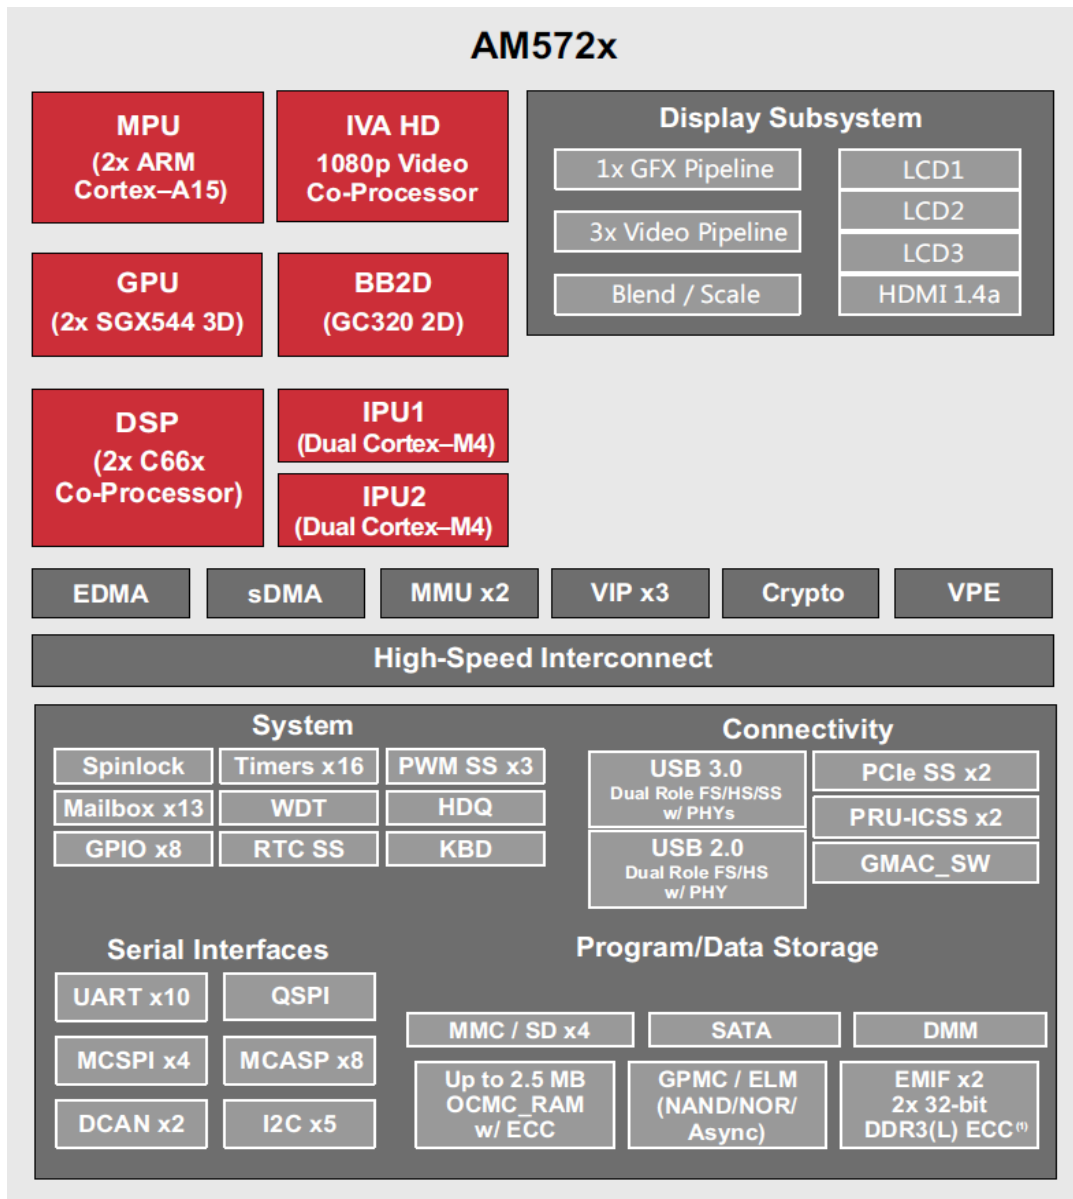 AM572x
MPU
(2x ARM
Cortex–A15)
IVA HD
1080p Video
Co-Processor
GPU
(2x SGX544 3D)
BB2D
(GC320 2D)
DSP
(2x C66x
Co-Processor)
IPU1
(Dual Cortex–M4)
IPU2
(Dual Cortex–M4)
Display Subsystem
1x GFX Pipeline
3x Video Pipeline
Blend / Scale
LCD1
LCD2
LCD3
HDMI 1.4a
EDMA
sDMA
MMU x2
VIP x3
Crypto
VPE
High-Speed Interconnect
System
Spinlock
Timers x16
PWM SS x3
Mailbox x13
WDT
HDQ
GPIO x8
RTC SS
KBD
Connectivity
USB 3.0
Dual Role FS/HS/SS
w/ PHYs
USB 2.0
Dual Role FS/HS
w/ PHY
PCIe SS x2
PRU-ICSS x2
GMAC_SW
Serial Interfaces
UART x10
QSPI
MCSPI x4
MCASP x8
DCAN x2
I2C x5
Program/Data Storage
MMC / SD x4
SATA
DMM
Up to 2.5 MB
OCMC_RAM
w/ ECC
GPMC / ELM
(NAND/NOR/
Async)
EMIF x2
2x 32-bit
DDR3(L) ECC(1)